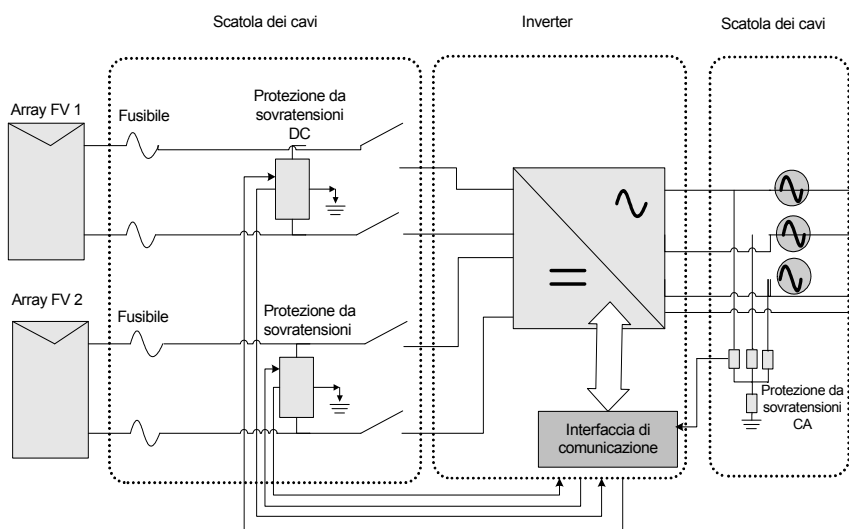 Scatola dei cavi
Inverter
Scatola dei cavi
Array FV 1
Fusibile
Protezione da
sovratensioni
DC
Array FV 2
Fusibile
Protezione da
sovratensioni
Interfaccia di
comunicazione
Protezione da
sovratensioni
CA